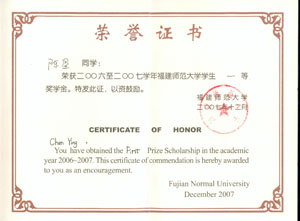 荣誉证书
同学:
荣获二〇〇六至二〇〇七学年福建师范大学学生 一 等
奖学金。特发此证,以资鼓励。
福建师范大学
二〇〇七年十二月
CERTIFICATE OF HONOR
Chen Ying :
You have obtained the First Prize Scholarship in the academic
year 2006-2007. This certificate of commendation is hereby awarded
to you as an encouragement.
Fujian Normal University
December 2007